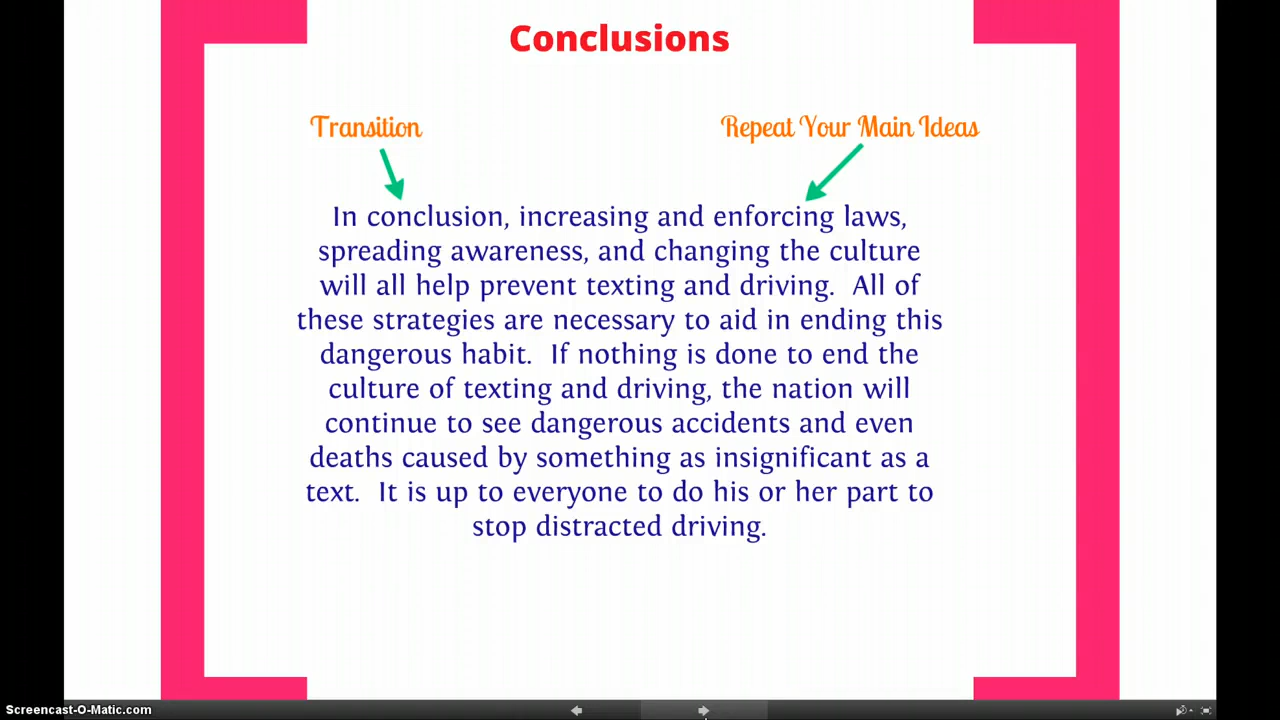 Conclusions
Transition
Repeat Your Main Ideas
In conclusion, increasing and enforcing laws,
spreading awareness, and changing the culture
will all help prevent texting and driving.  All of
these strategies are necessary to aid in ending this
dangerous habit.  If nothing is done to end the
culture of texting and driving, the nation will
continue to see dangerous accidents and even
deaths caused by something as insignificant as a
text.  It is up to everyone to do his or her part to
stop distracted driving.
Screencast-O-Matic.com